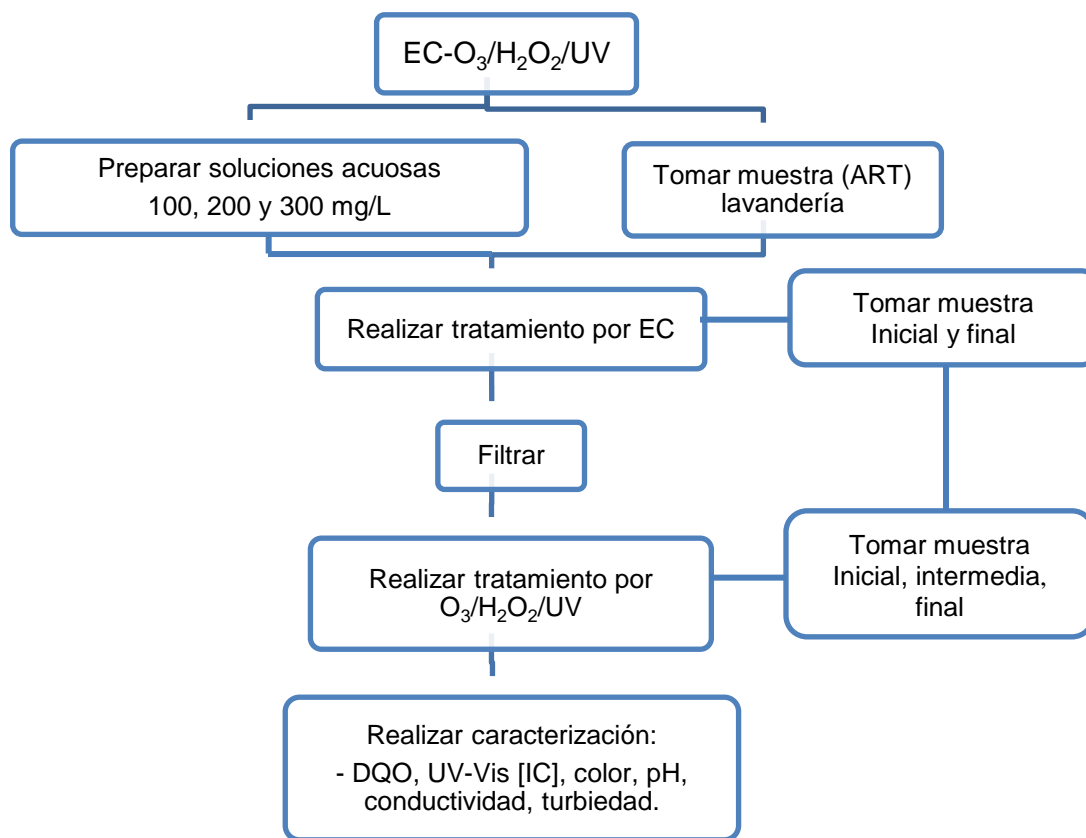 EC-O₃/H₂O₂/UV
Preparar soluciones acuosas
100, 200 y 300 mg/L
Tomar muestra (ART)
lavandería
Realizar tratamiento por EC
Tomar muestra
Inicial y final
Filtrar
Realizar tratamiento por
O₃/H₂O₂/UV
Tomar muestra
Inicial, intermedia,
final
Realizar caracterización:
- DQO, UV-Vis [IC], color, pH,
conductividad, turbiedad.